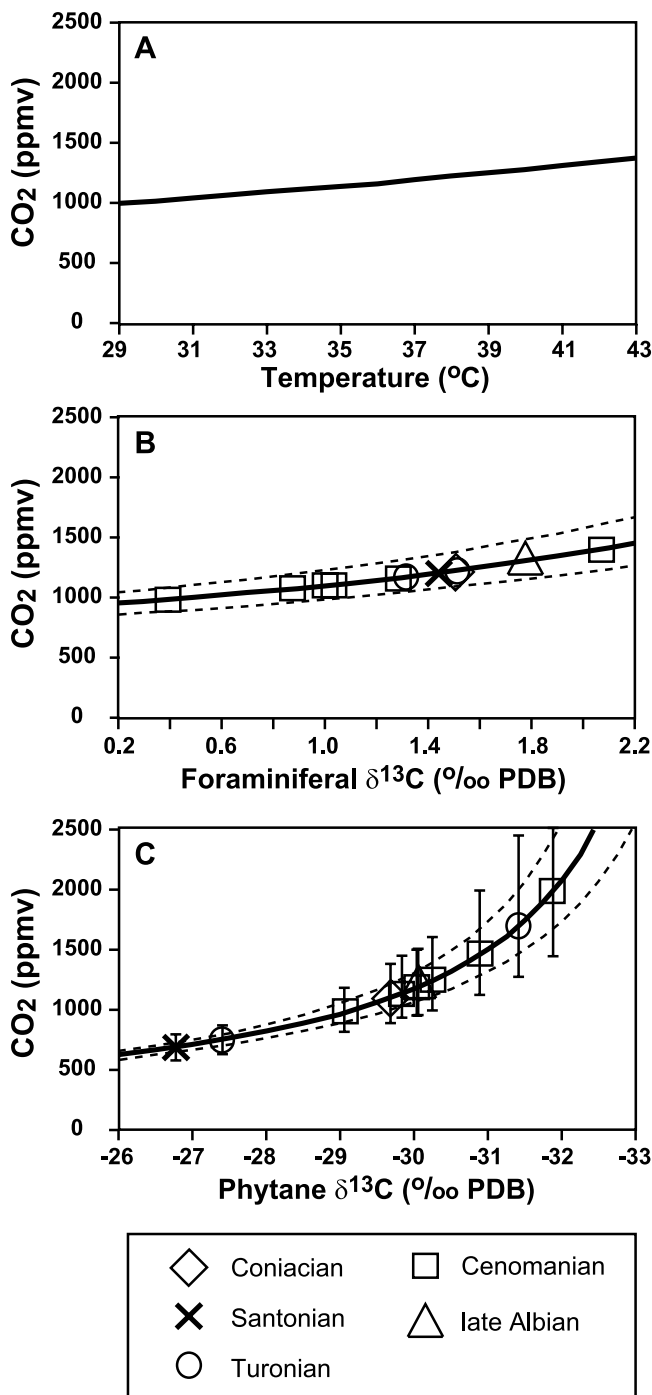 A
CO2 (ppmv)
2500
2000
1500
1000
500
0
29 31 33 35 37 39 41 43
Temperature (oC)
B
CO2 (ppmv)
2500
2000
1500
1000
500
0
0.2 0.6 1.0 1.4 1.8 2.2
Foraminiferal δ13C (o/oo PDB)
C
CO2 (ppmv)
2500
2000
1500
1000
500
0
-26 -27 -28 -29 -30 -31 -32 -33
Phytane δ13C (o/oo PDB)
Coniacian Cenomanian
Santonian late Albian
Turonian